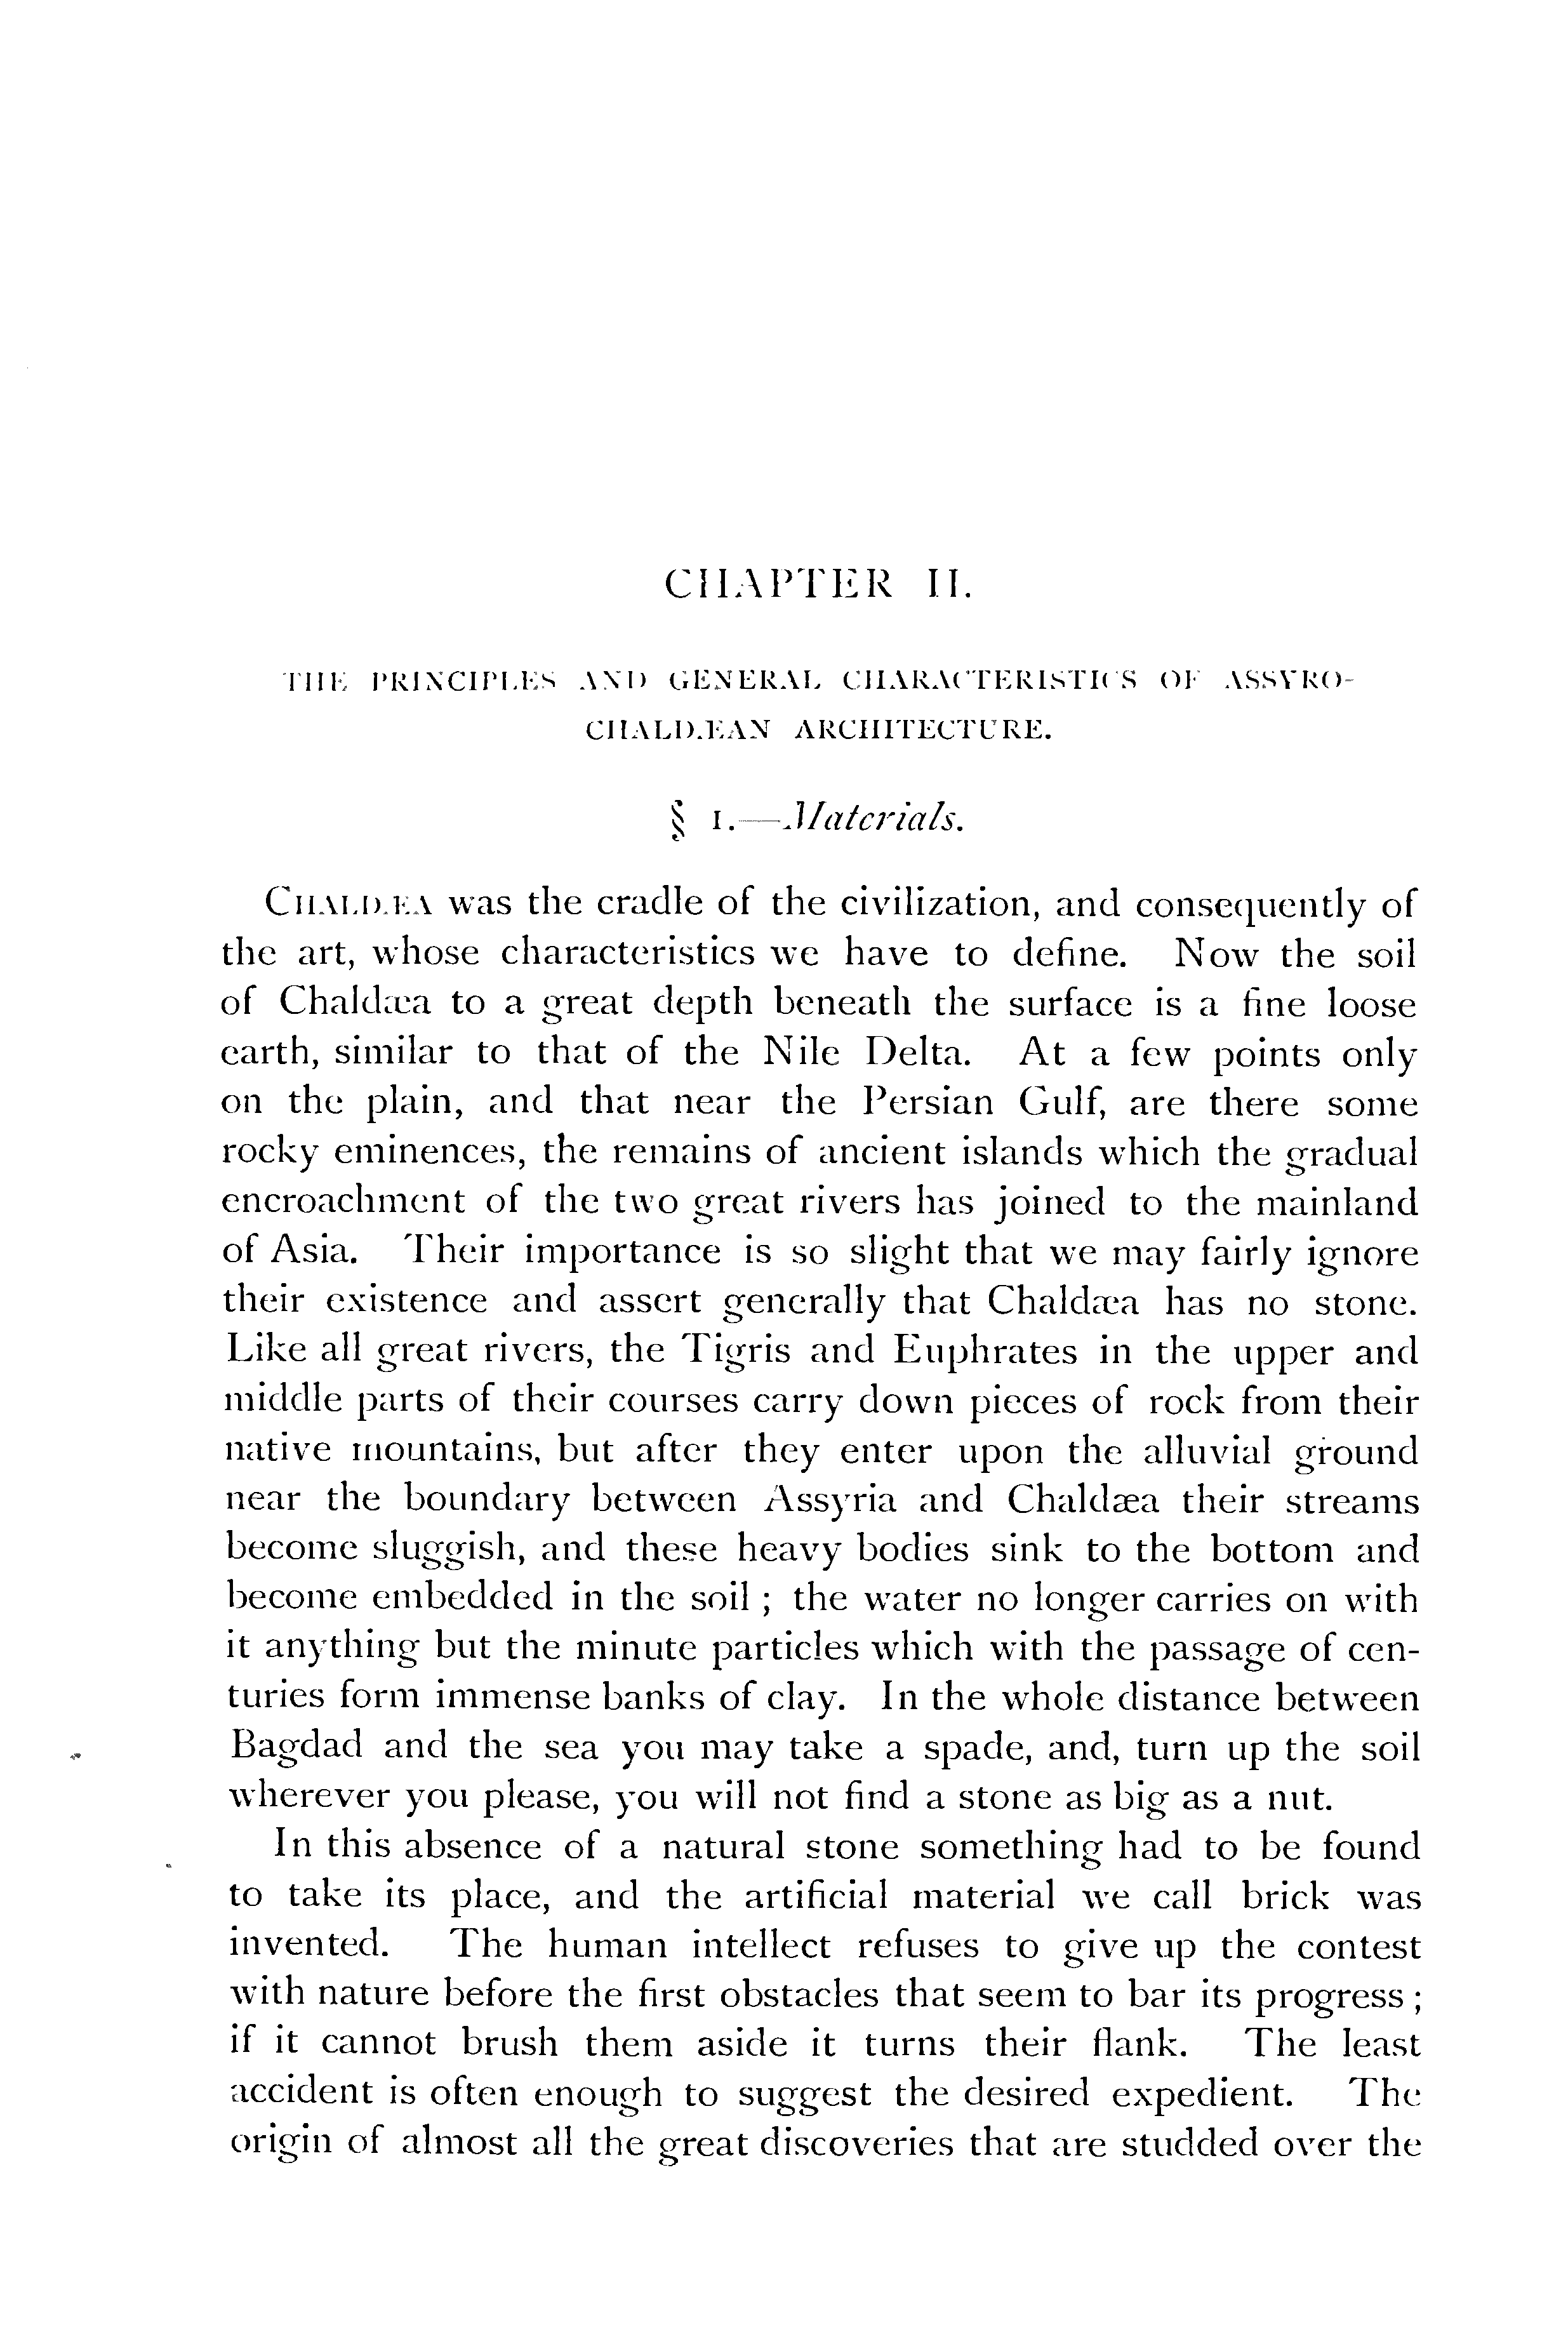 CHAPTER II.
THE PRINCIPLES AND GENERAL CHARACTERISTICS OF ASSYRO-
CHALDÆAN ARCHITECTURE.
§ 1.—Materials.
CHALDÆA was the cradle of the civilization, and consequently of
the art, whose characteristics we have to define. Now the soil
of Chaldæa to a great depth beneath the surface is a fine loose
earth, similar to that of the Nile Delta. At a few points only
on the plain, and that near the Persian Gulf, are there some
rocky eminences, the remains of ancient islands which the gradual
encroachment of the two great rivers has joined to the mainland
of Asia. Their importance is so slight that we may fairly ignore
their existence and assert generally that Chaldæa has no stone.
Like all great rivers, the Tigris and Euphrates in the upper and
middle parts of their courses carry down pieces of rock from their
native mountains, but after they enter upon the alluvial ground
near the boundary between Assyria and Chaldæa their streams
become sluggish, and these heavy bodies sink to the bottom and
become embedded in the soil ; the water no longer carries on with
it anything but the minute particles which with the passage of cen-
turies form immense banks of clay. In the whole distance between
Bagdad and the sea you may take a spade, and, turn up the soil
wherever you please, you will not find a stone as big as a nut.
In this absence of a natural stone something had to be found
to take its place, and the artificial material we call brick was
invented. The human intellect refuses to give up the contest
with nature before the first obstacles that seem to bar its progress ;
if it cannot brush them aside it turns their flank. The least
accident is often enough to suggest the desired expedient. The
origin of almost all the great discoveries that are studded over the